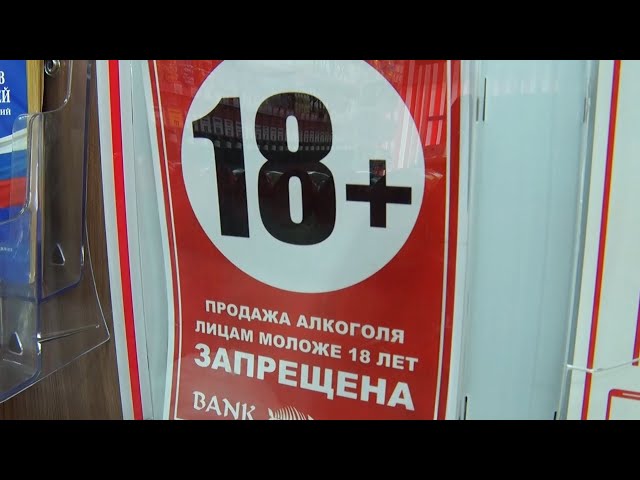 18+
ПРОДАЖА АЛКОГОЛЯ
ЛИЦАМ МОЛОЖЕ 18 ЛЕТ
ЗАПРЕЩЕНА
BANK